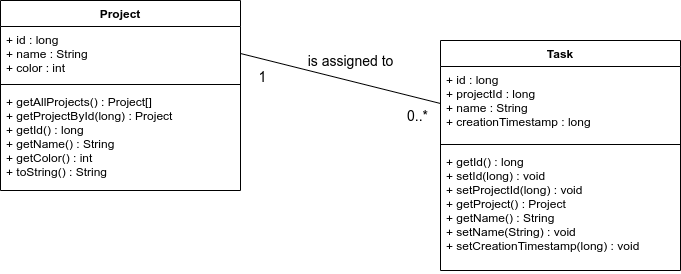 Project
+ id : long
+ name : String
+ color : int
+ getAllProjects() : Project[]
+ getProjectById(long) : Project
+ getId() : long
+ getName() : String
+ getColor() : int
+ toString() : String
is assigned to
1
0..*
Task
+ id : long
+ projectId : long
+ name : String
+ creationTimestamp : long
+ getId() : long
+ setId(long) : void
+ setProjectId(long) : void
+ getProject() : Project
+ getName() : String
+ setName(String) : void
+ setCreationTimestamp(long) : void